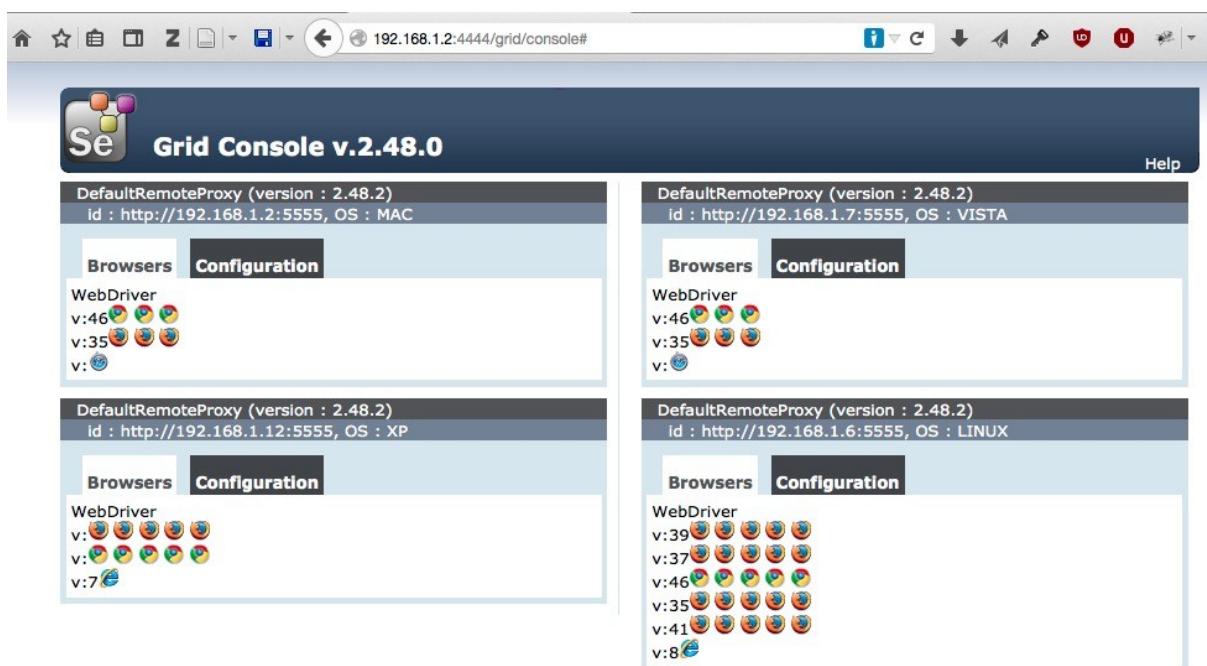 192.168.1.2:4444/grid/console#
Se
Grid Console v.2.48.0
Help
DefaultRemoteProxy (version : 2.48.2)
id : http://192.168.1.2:5555, OS : MAC
Browsers Configuration
WebDriver
v:46
v:35
v:
DefaultRemoteProxy (version : 2.48.2)
id : http://192.168.1.7:5555, OS : VISTA
Browsers Configuration
WebDriver
v:46
v:35
v:
DefaultRemoteProxy (version : 2.48.2)
id : http://192.168.1.12:5555, OS : XP
Browsers Configuration
WebDriver
v:
v:
v:7
DefaultRemoteProxy (version : 2.48.2)
id : http://192.168.1.6:5555, OS : LINUX
Browsers Configuration
WebDriver
v:39
v:37
v:46
v:35
v:41
v:8